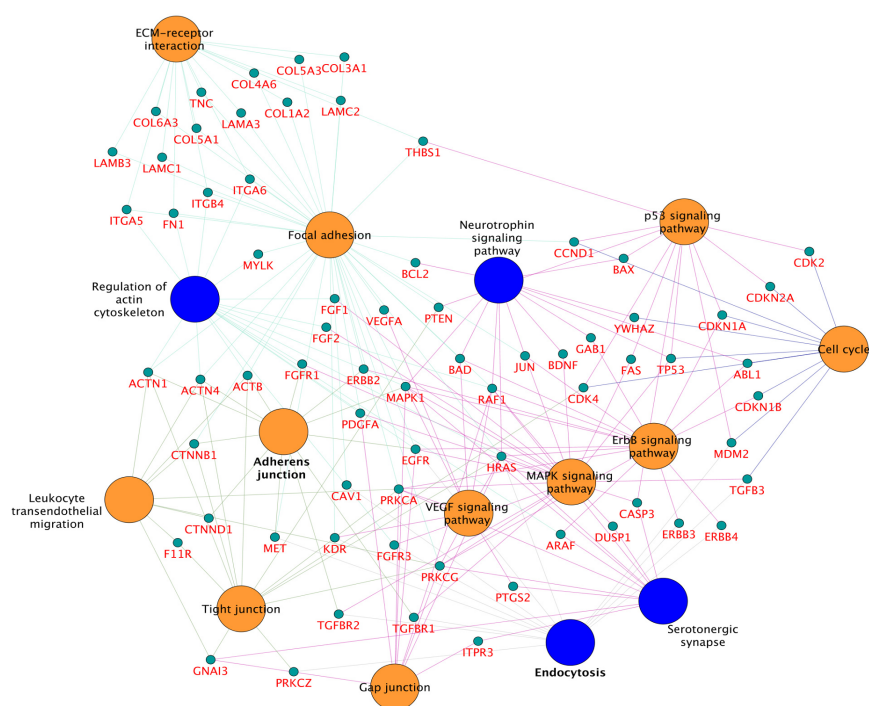 ECM-receptor
interaction
COL5A3
COL3A1
COL4A6
TNC
COL1A2
LAMC2
COL6A3
LAMA3
COL5A1
THBS1
LAMB3
LAMC1
ITGA6
ITGB4
ITGA5
FN1
p53 signaling
pathway
Focal adhesion
Neurotrophin
signaling
pathway
CCND1
BAX
CDK2
MYLK
BCL2
Regulation of
actin
cytoskeleton
CDKN2A
FGF1
VEGFA
PTEN
YWHAZ
CDKN1A
FGF2
GAB1
Cell cycle
FGFR1
ERBB2
BAD
JUN
BDNF
FAS
TP53
ABL1
ACTN1
ACTN4
ACTB
MAPK1
RAF1
CDK4
CDKN1B
PDGFA
ErbB signaling
pathway
MDM2
CTNNB1
Adherens
junction
EGFR
HRAS
MAPK signaling
pathway
TGFB3
Leukocyte
transendothelial
migration
CAV1
PRKCA
VEGF signaling
pathway
CASP3
CTNND1
F11R
MET
KDR
FGFR3
ARAF
DUSP1
ERBB3
ERBB4
PRKCG
PTGS2
Tight junction
TGFBR2
TGFBR1
Serotonergic
synapse
ITPR3
Endocytosis
GNAI3
PRKCZ
Gap junction